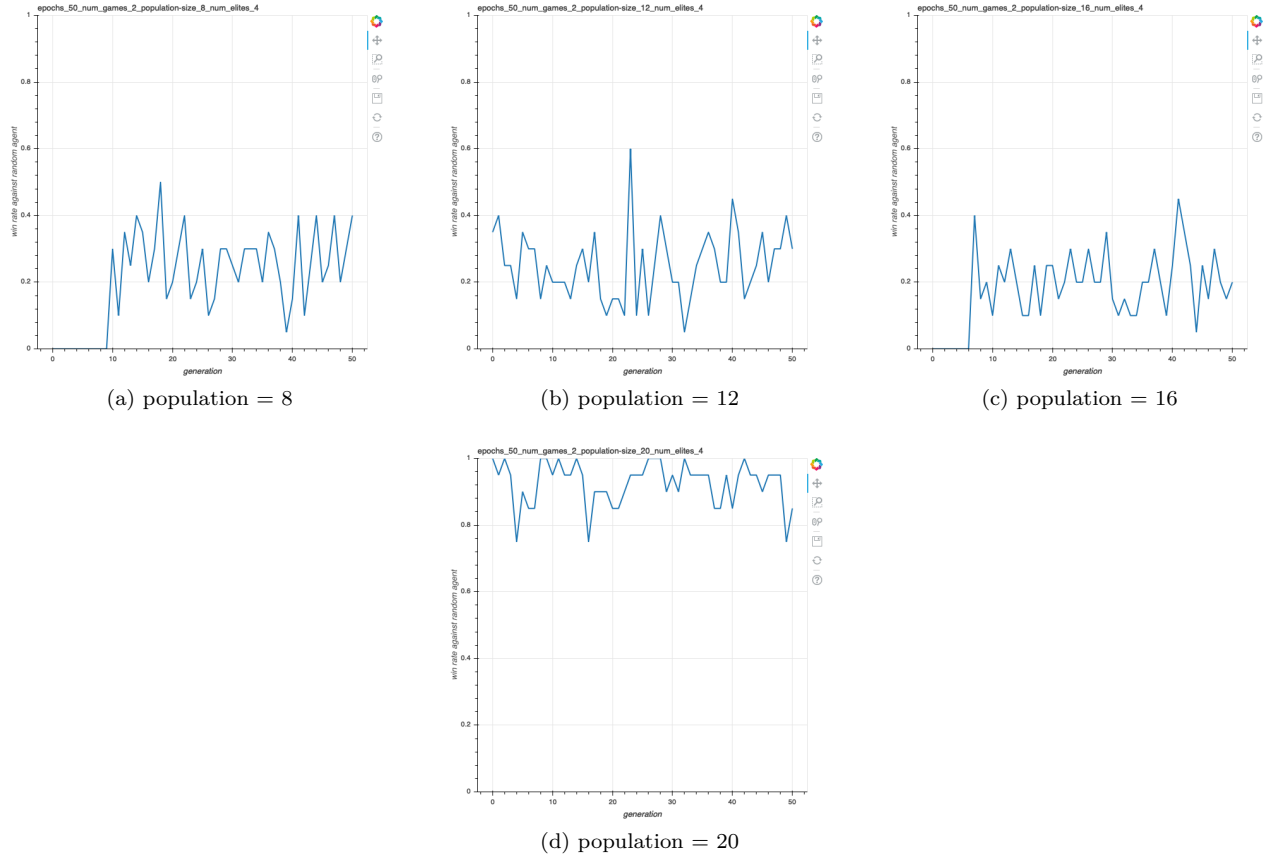 epochs_50_num_games_2_population-size_8_num_elites_4
1
0.8
0.6
0.4
0.2
0
win rate against random agent
0 10 20 30 40 50
generation
(a) population = 8
epochs_50_num_games_2_population-size_12_num_elites_4
1
0.8
0.6
0.4
0.2
0
win rate against random agent
0 10 20 30 40 50
generation
(b) population = 12
epochs_50_num_games_2_population-size_16_num_elites_4
1
0.8
0.6
0.4
0.2
0
win rate against random agent
0 10 20 30 40 50
generation
(c) population = 16
epochs_50_num_games_2_population-size_20_num_elites_4
1
0.8
0.6
0.4
0.2
0
win rate against random agent
0 10 20 30 40 50
generation
(d) population = 20